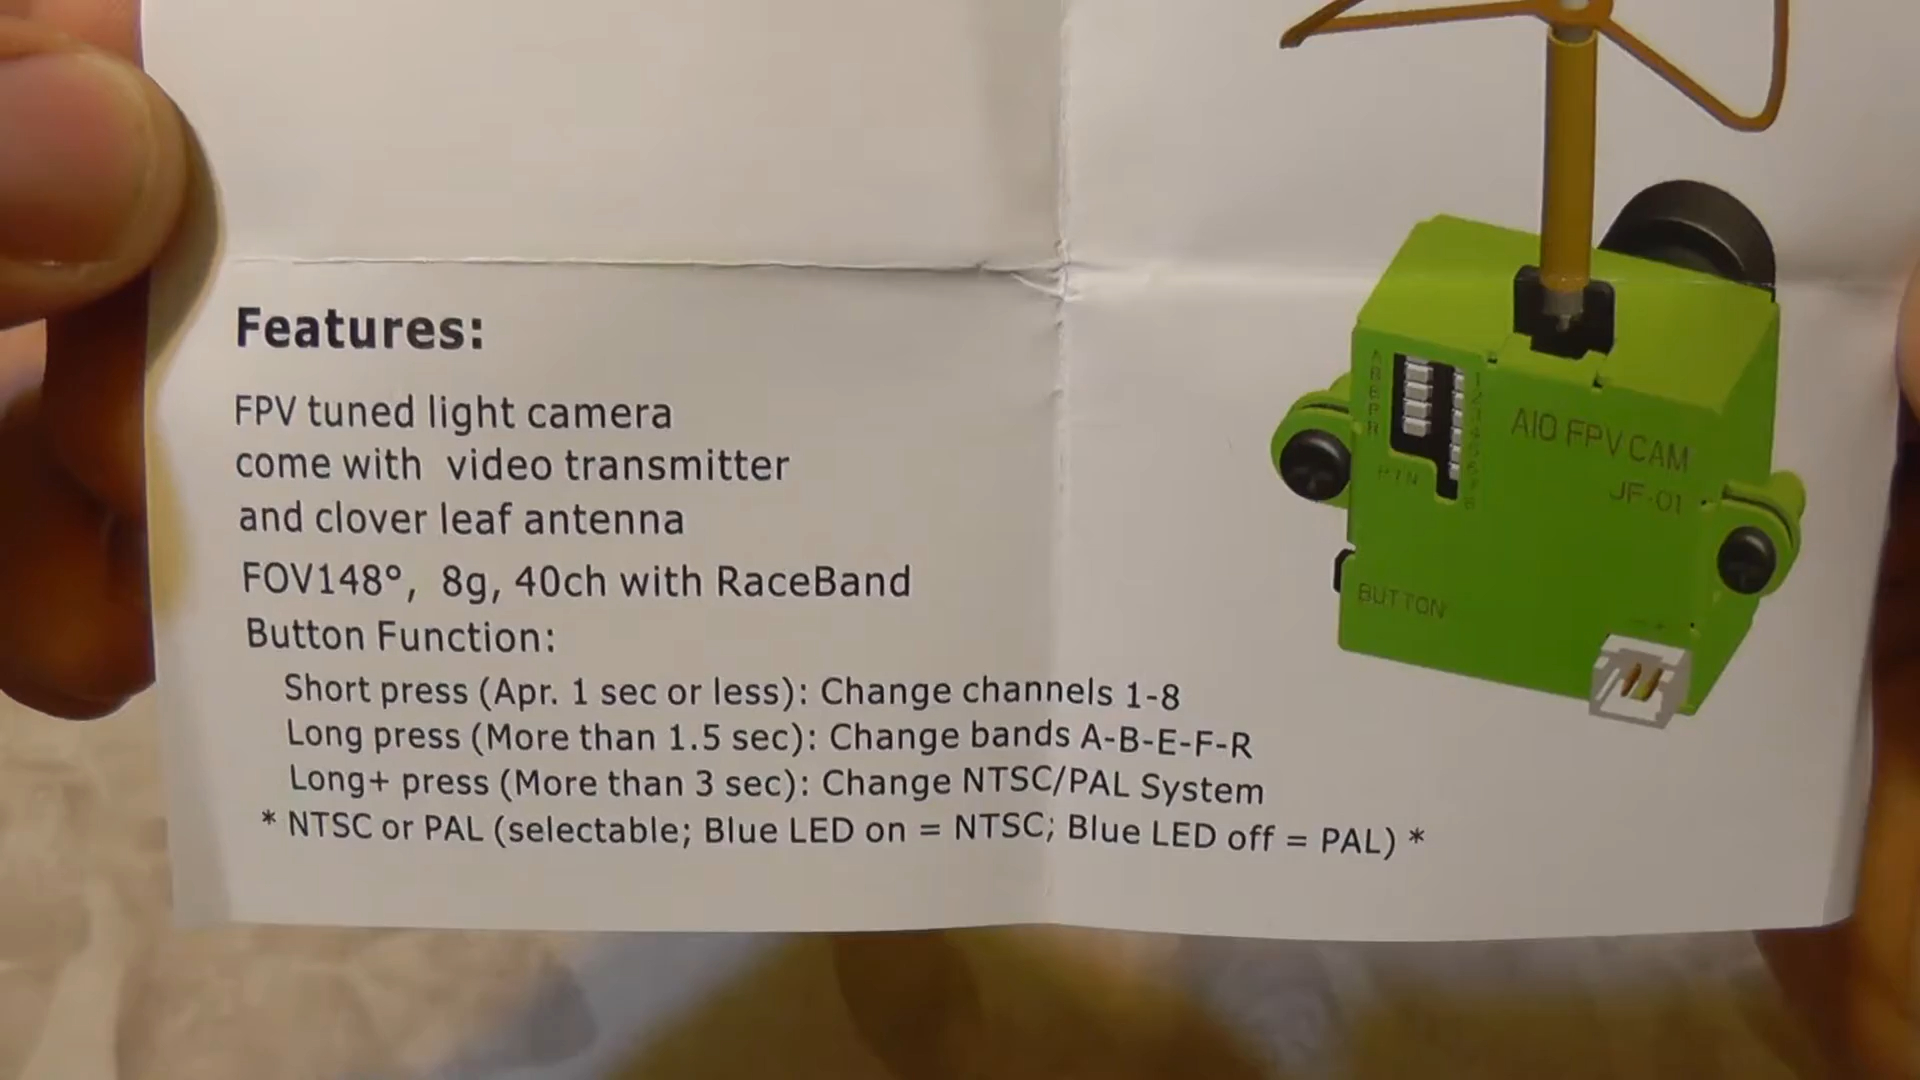 Features:
FPV tuned light camera
come with video transmitter
and clover leaf antenna
FOV148°, 8g, 40ch with RaceBand
Button Function:
Short press (Apr. 1 sec or less): Change channels 1-8
Long press (More than 1.5 sec): Change bands A-B-E-F-R
Long+ press (More than 3 sec): Change NTSC/PAL System
* NTSC or PAL (selectable; Blue LED on = NTSC; Blue LED off = PAL) *
AIO FPV CAM
JF-01
BUTTON